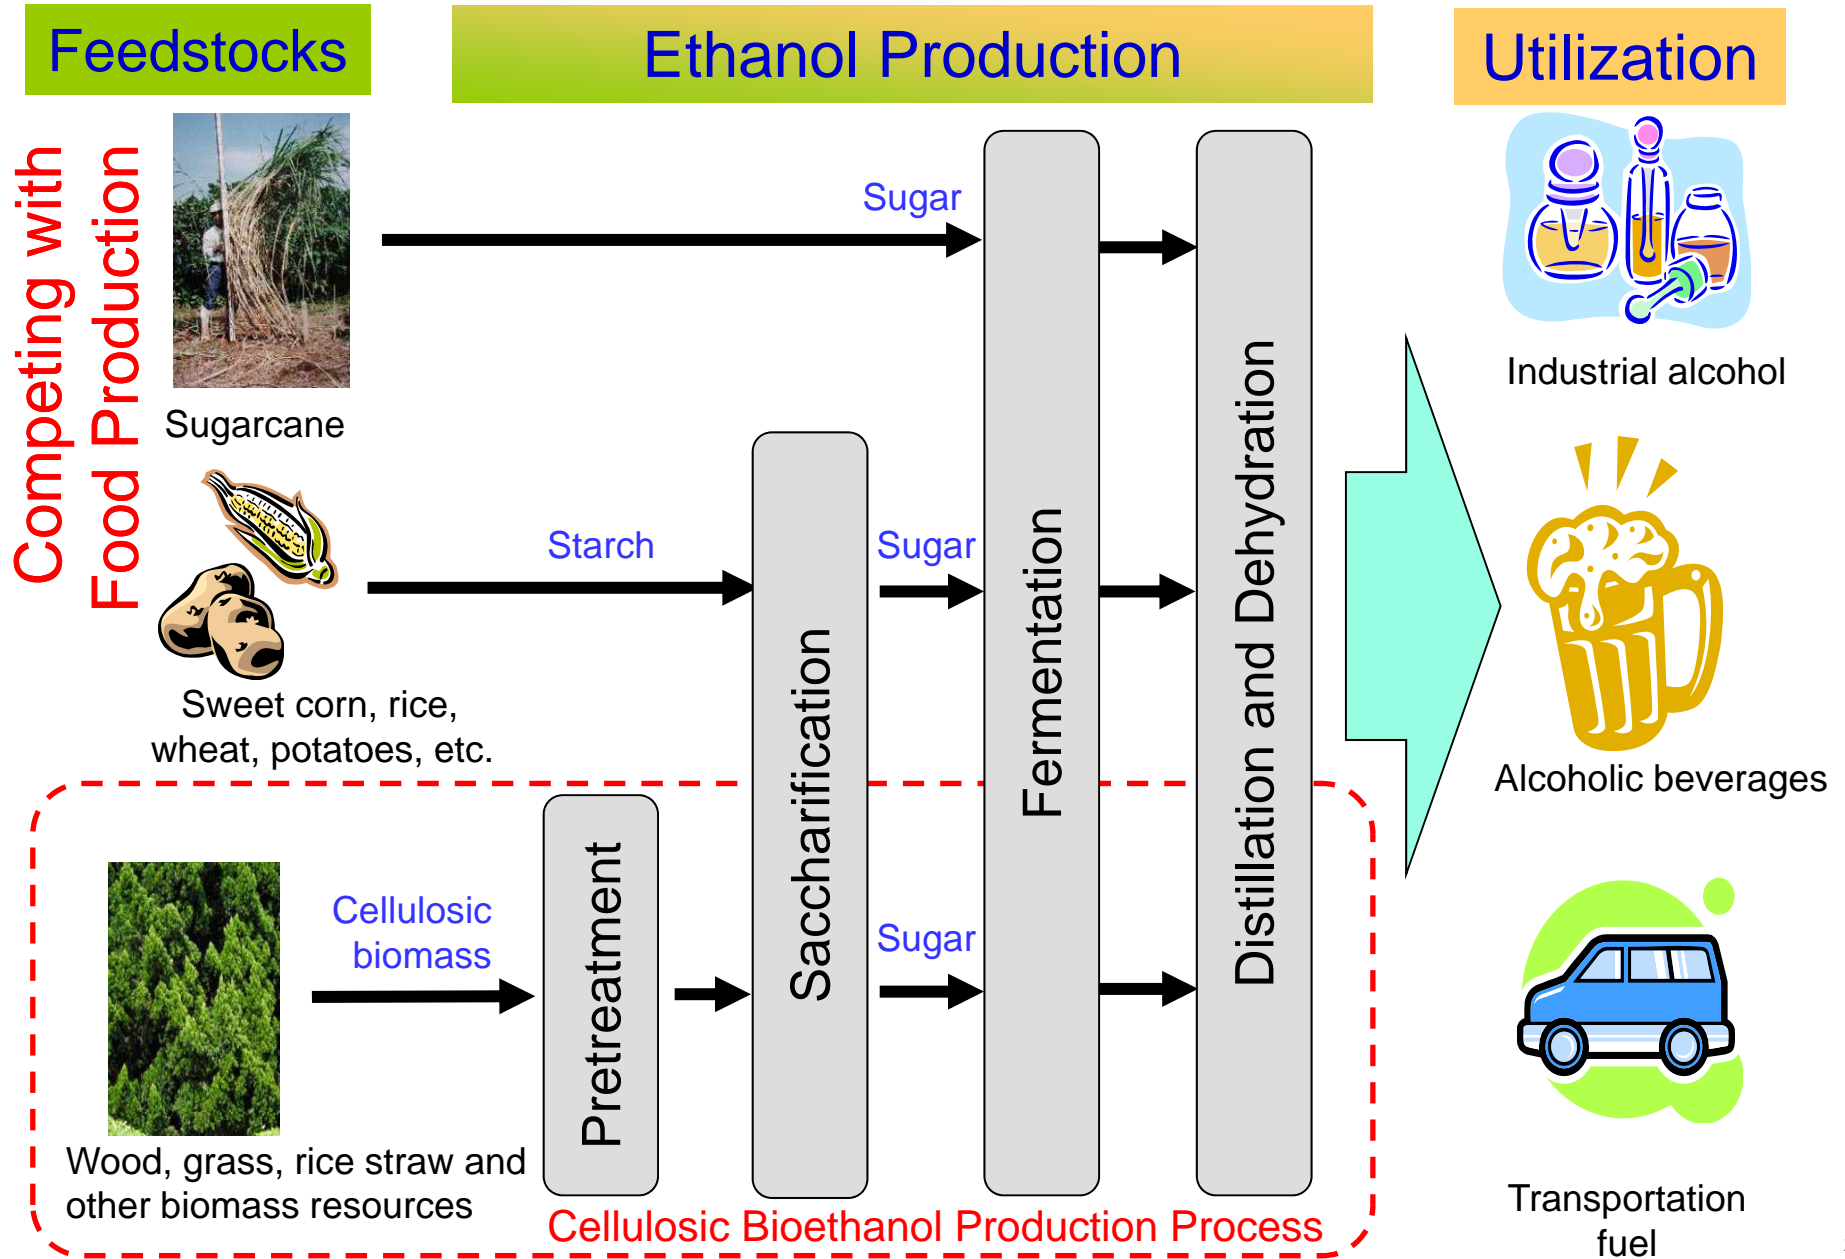 Feedstocks
Ethanol Production
Utilization
Competing with
Food Production
Sugarcane
Sugar
Industrial alcohol
Sweet corn, rice,
wheat, potatoes, etc.
Starch
Sugar
Alcoholic beverages
Wood, grass, rice straw and
other biomass resources
Cellulosic
biomass
Pretreatment
Saccharification
Sugar
Fermentation
Distillation and Dehydration
Cellulosic Bioethanol Production Process
Transportation
fuel